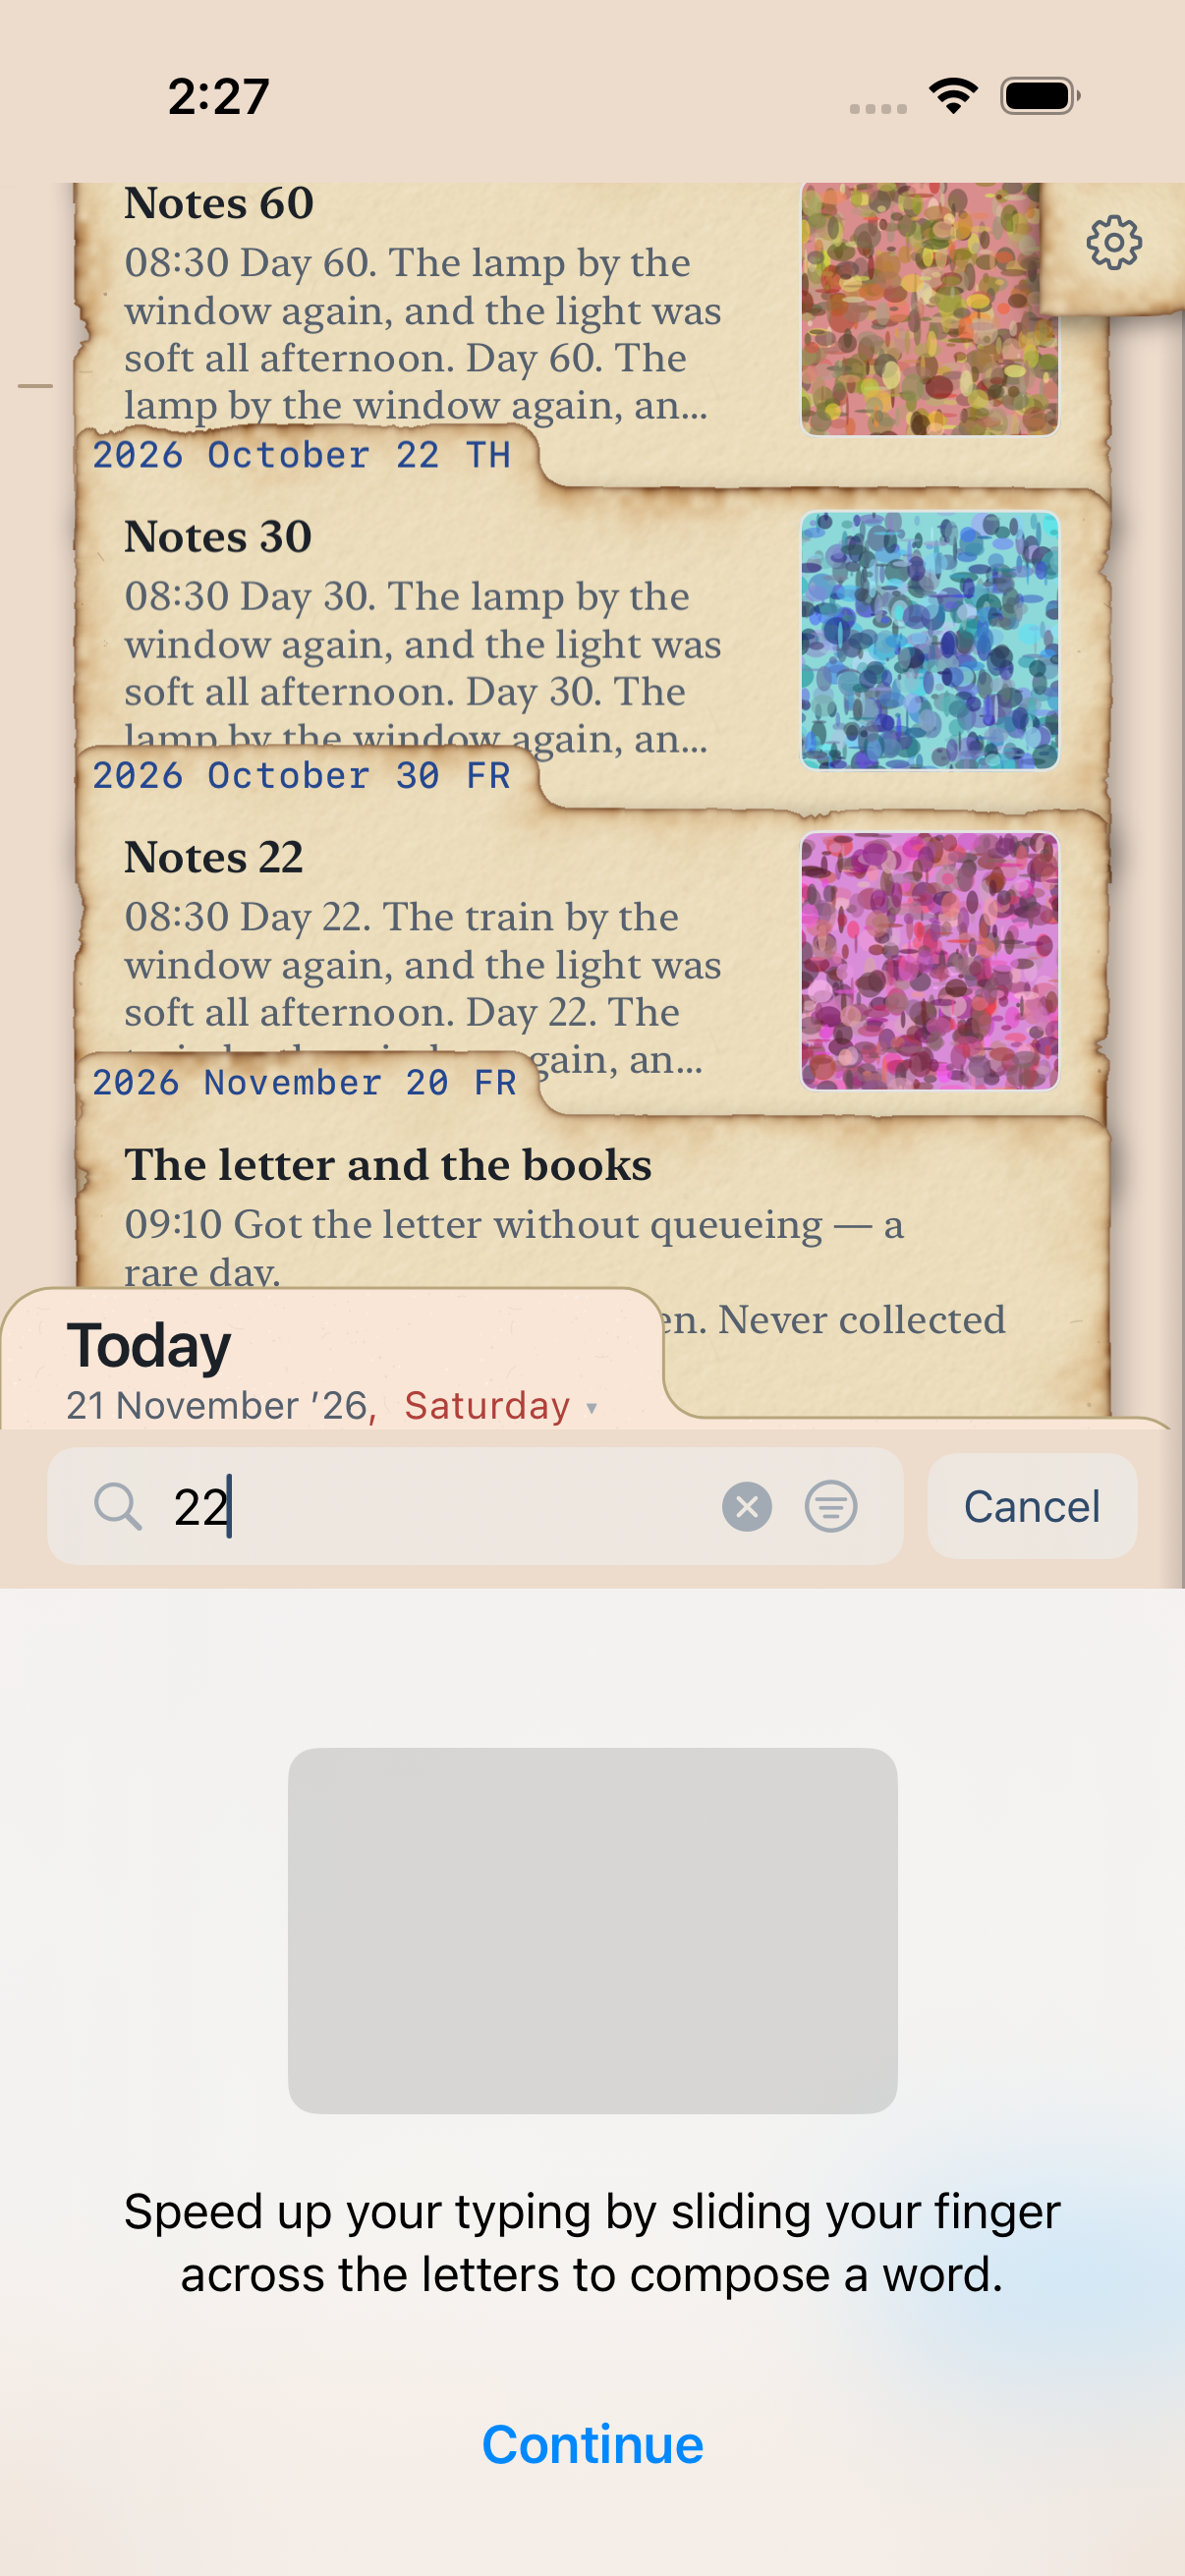 2:27
Notes 60
08:30 Day 60. The lamp by the
window again, and the light was
soft all afternoon. Day 60. The
lamp by the window again, an...
2026 October 22 TH
Notes 30
08:30 Day 30. The lamp by the
window again, and the light was
soft all afternoon. Day 30. The
lamp by the window again, an...
2026 October 30 FR
Notes 22
08:30 Day 22. The train by the
window again, and the light was
soft all afternoon. Day 22. The
gain, an...
2026 November 20 FR
The letter and the books
09:10 Got the letter without queueing — a
rare day.
en. Never collected
Today
21 November ’26, Saturday
22
Cancel
Speed up your typing by sliding your finger
across the letters to compose a word.
Continue